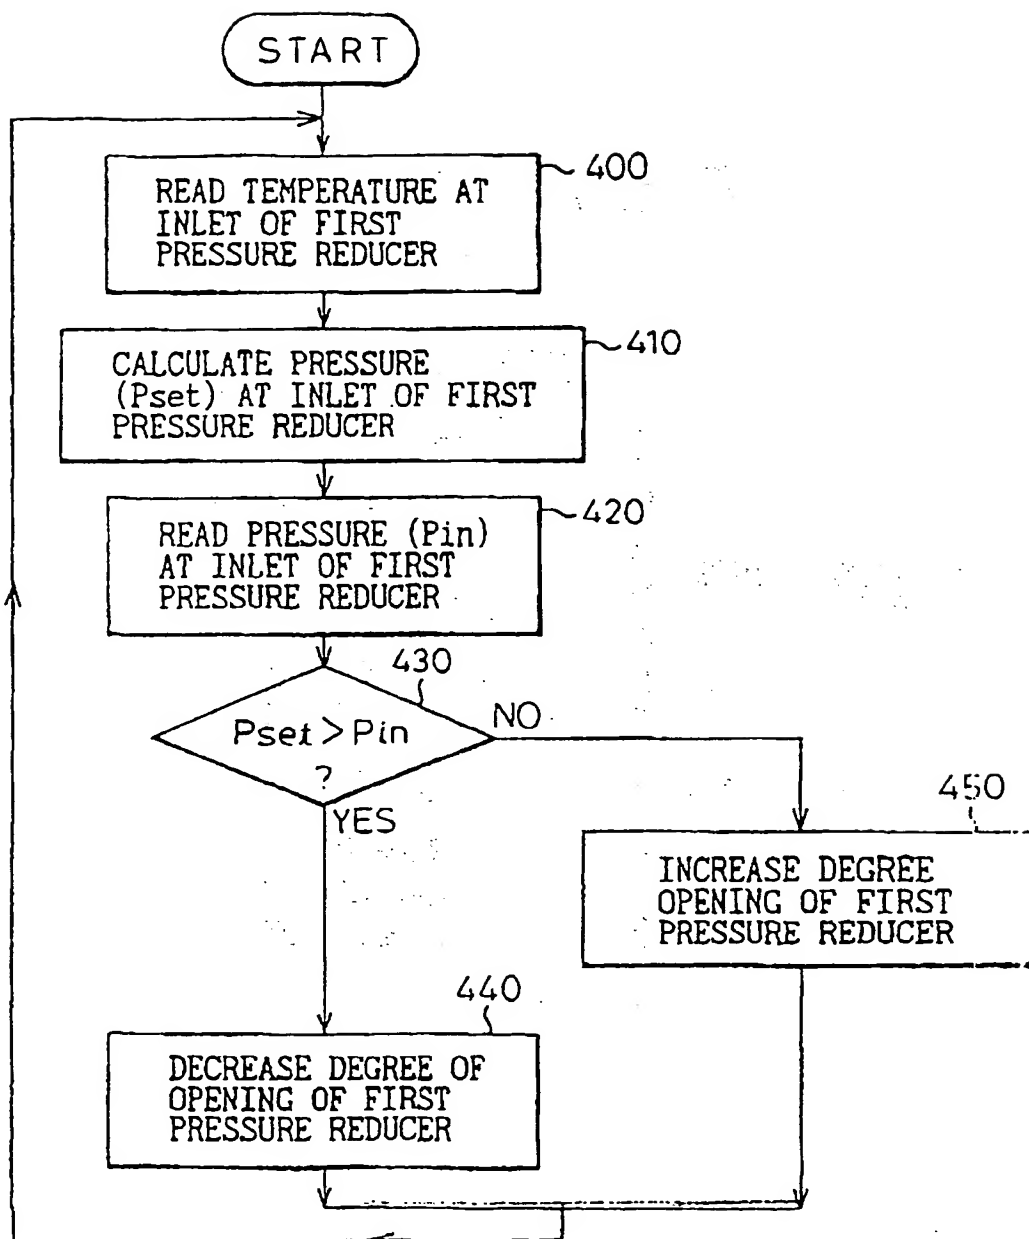 START
400
READ TEMPERATURE AT
INLET OF FIRST
PRESSURE REDUCER
410
CALCULATE PRESSURE
(Pset) AT INLET OF FIRST
PRESSURE REDUCER
420
READ PRESSURE (Pin)
AT INLET OF FIRST
PRESSURE REDUCER
430
Pset > Pin
?
NO
YES
450
INCREASE DEGREE
OPENING OF FIRST
PRESSURE REDUCER
440
DECREASE DEGREE OF
OPENING OF FIRST
PRESSURE REDUCER